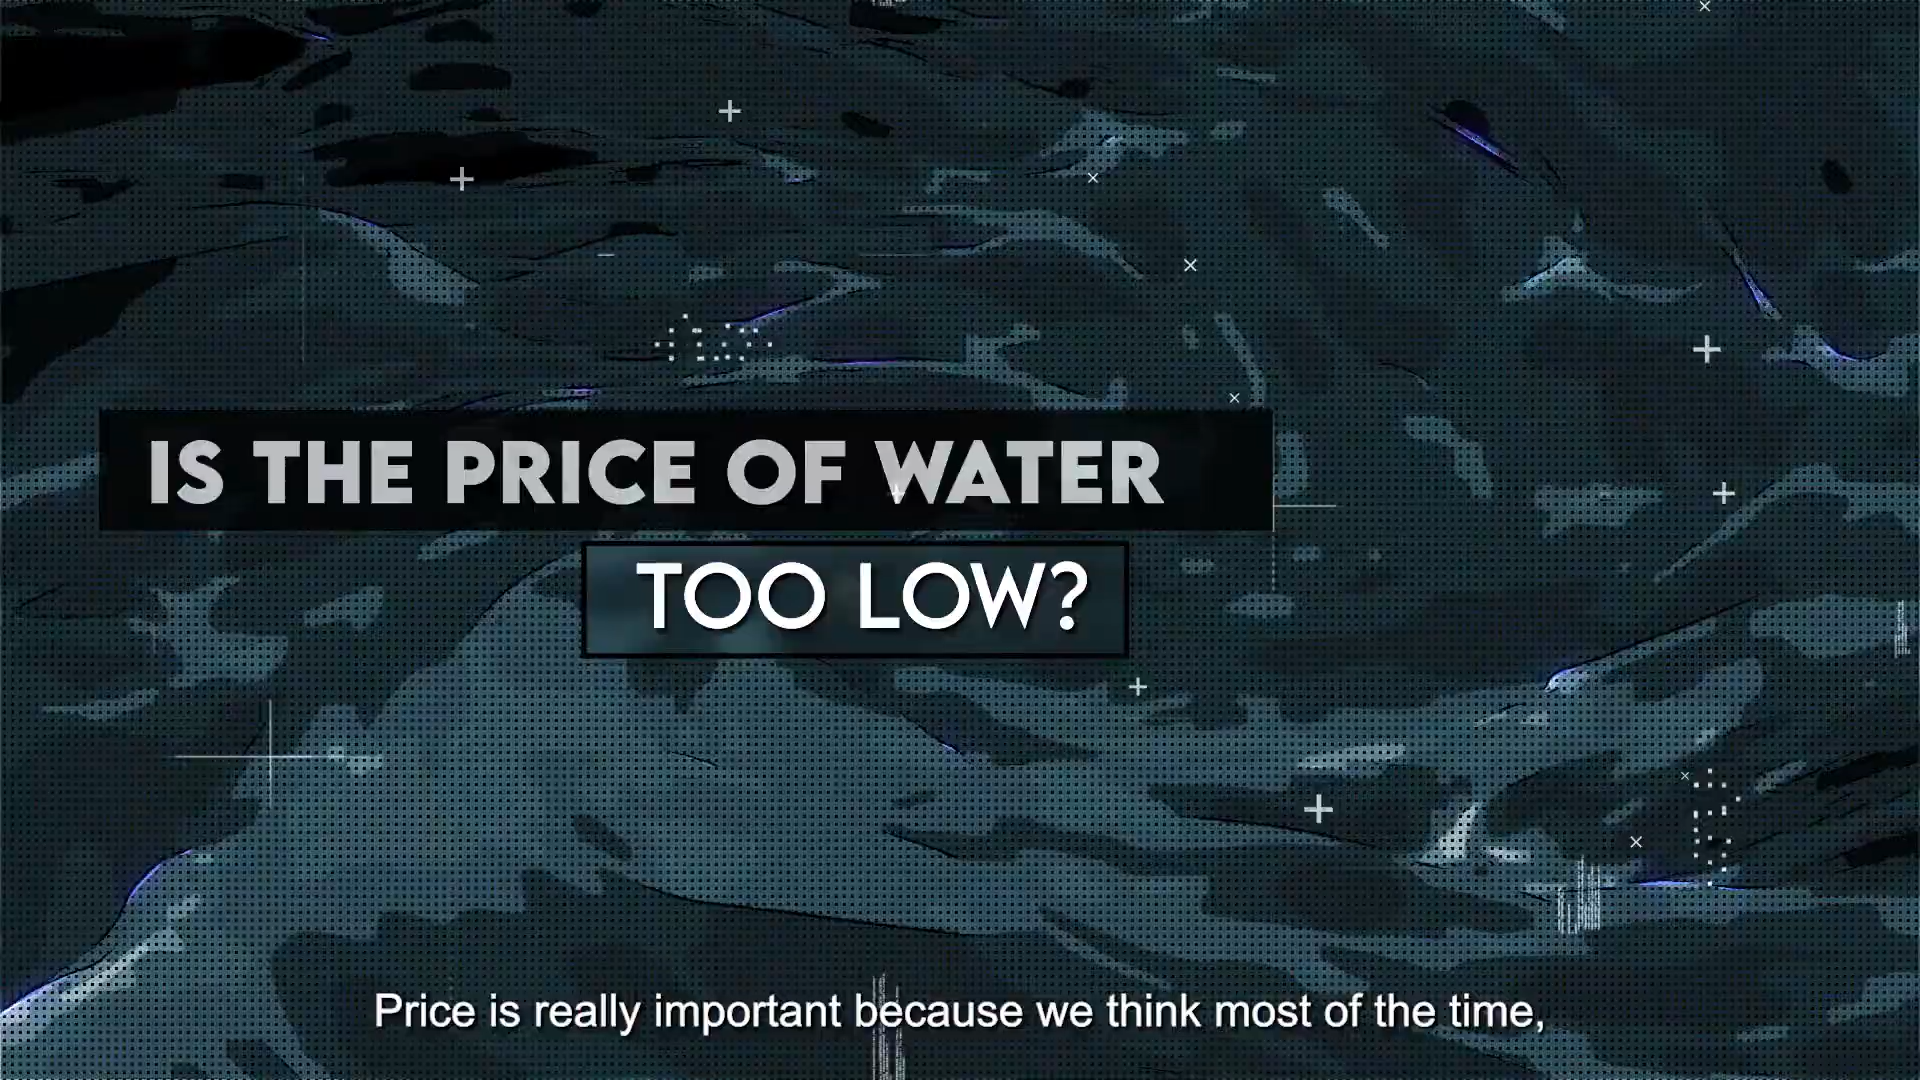 IS THE PRICE OF WATER
TOO LOW?
Price is really important because we think most of the time,